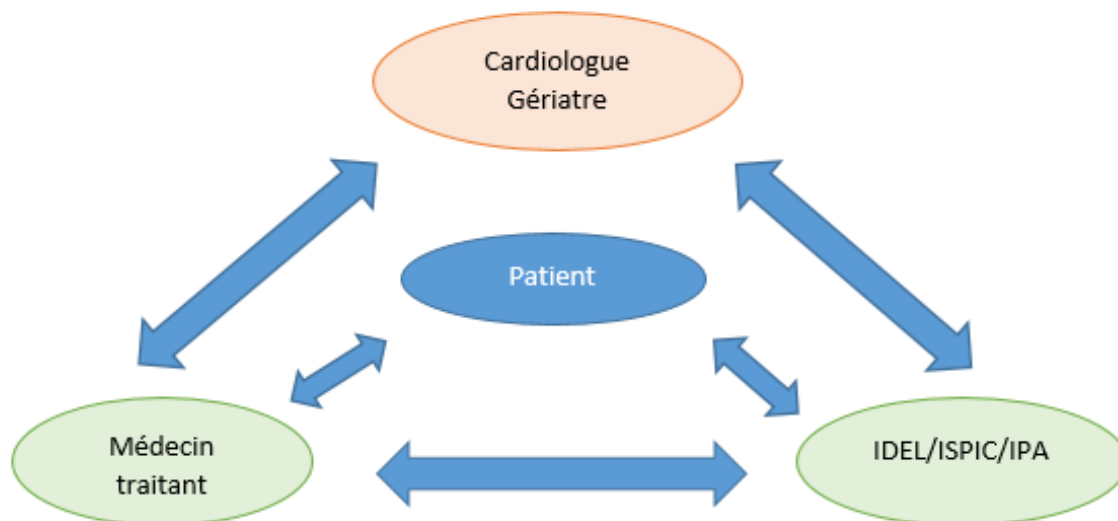 Cardiologue
Gériatre
Patient
Médecin
traitant
IDEL/ISPIC/IPA